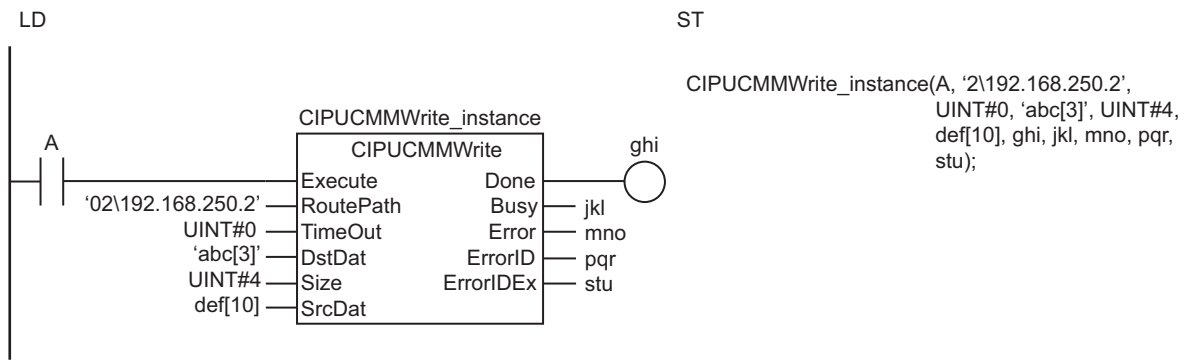 LD
ST
CIPUCMMWrite_instance(A, ‘2\192.168.250.2’,
UINT#0, ‘abc[3]’, UINT#4,
def[10], ghi, jkl, mno, pqr,
stu);
CIPUCMMWrite_instance
A
CIPUCMMWrite
ghi
Execute Done
‘02\192.168.250.2’ RoutePath Busy jkl
UINT#0 TimeOut Error mno
‘abc[3]’ DstDat ErrorID pqr
UINT#4 Size ErrorIDEx stu
def[10] SrcDat